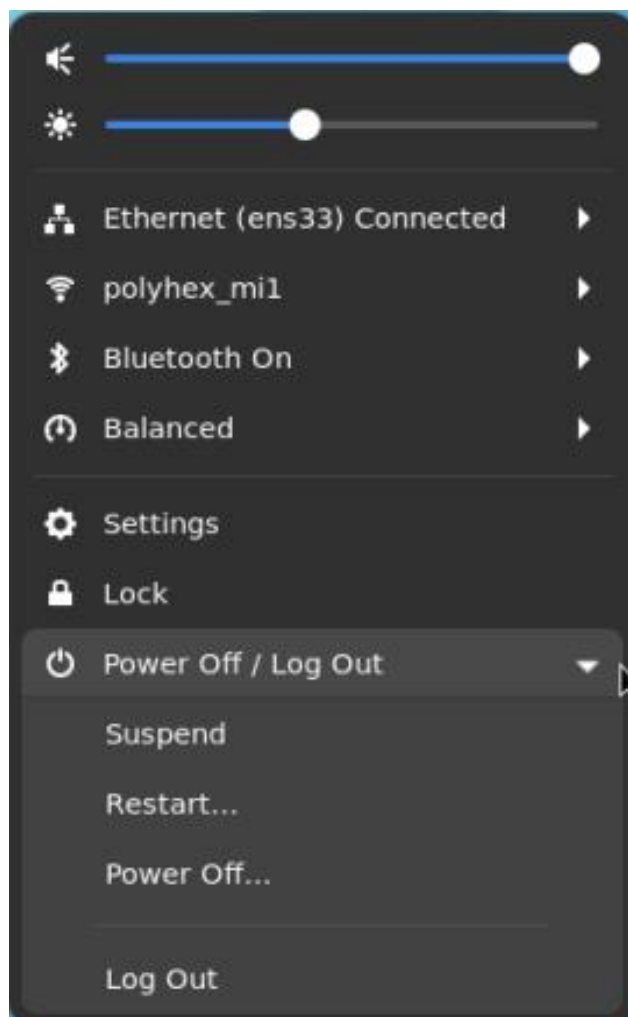 Ethernet (ens33) Connected
polyhex_mi1
Bluetooth On
Balanced
Settings
Lock
Power Off / Log Out
Suspend
Restart...
Power Off...
Log Out